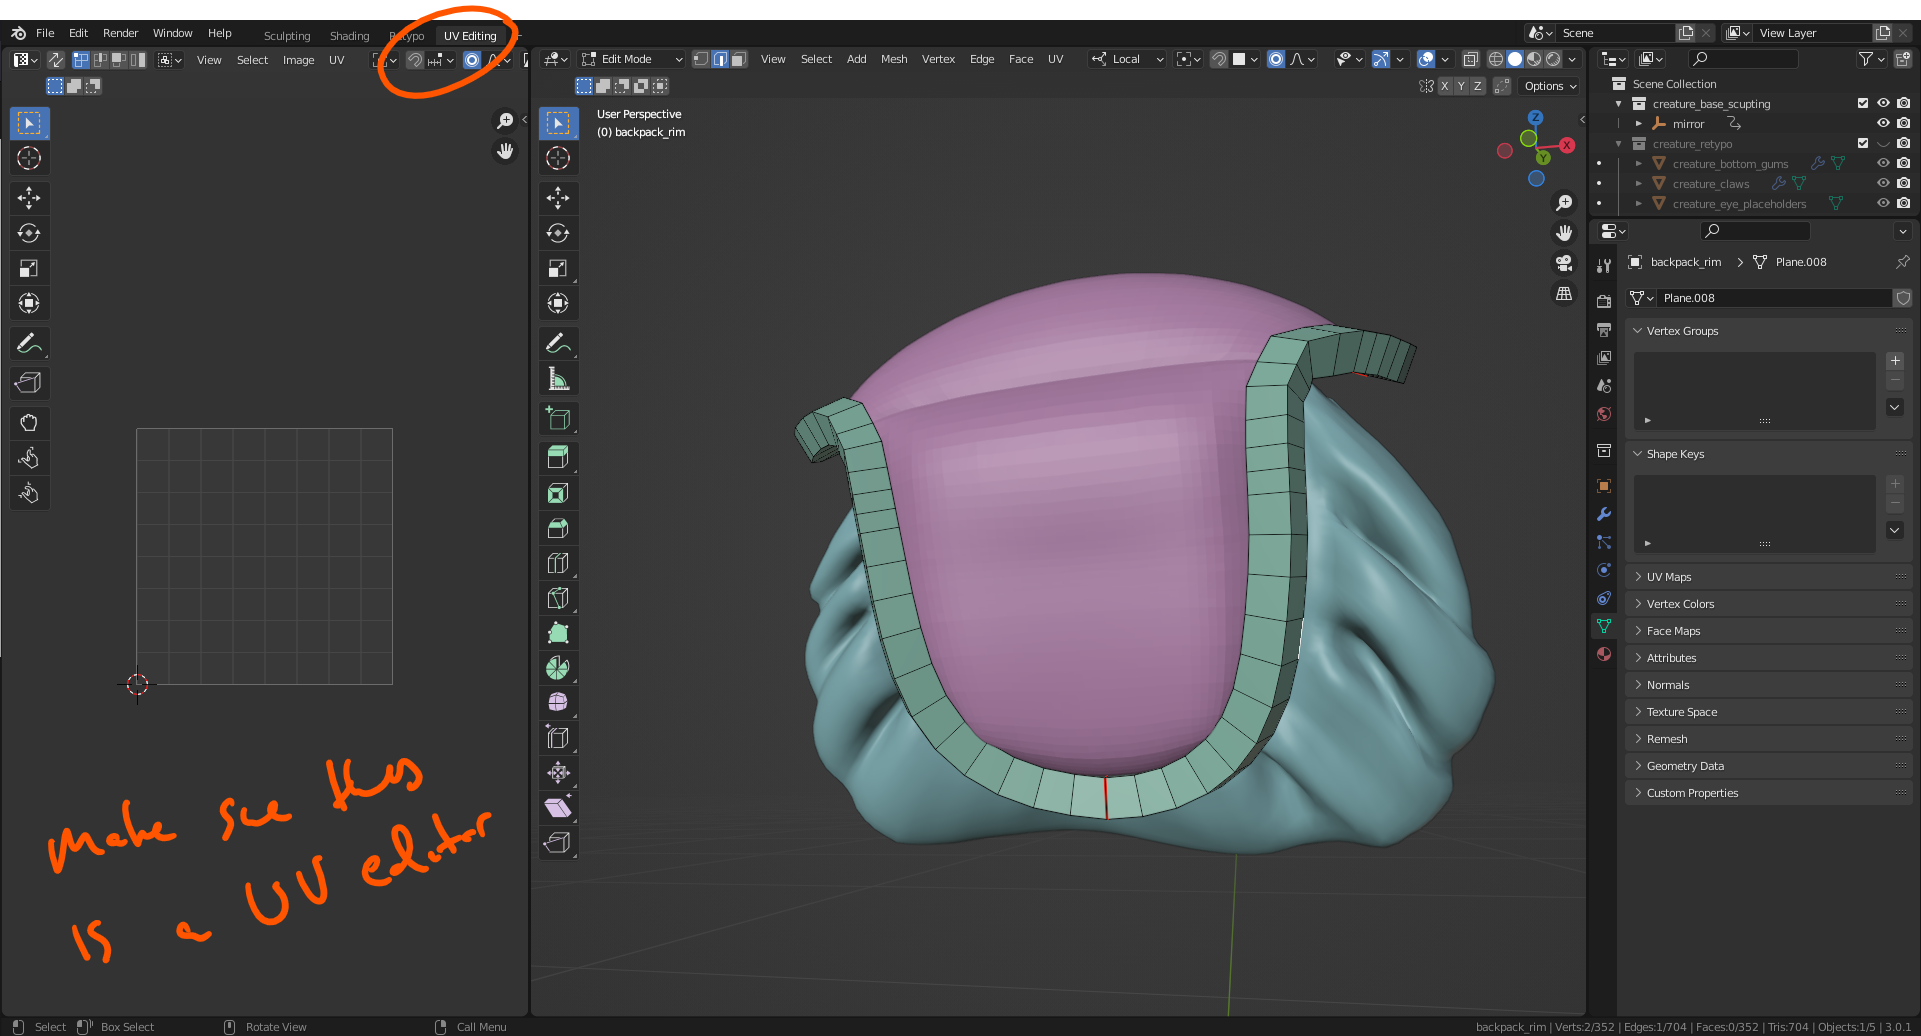 File Edit Render Window Help Sculpting Shading UV Editing
Scene View Layer
View Select Image UV
Edit Mode View Select Add Mesh Vertex Edge Face UV Local
X Y Z Options
User Perspective
(0) backpack_rim
Z
X
Y
Scene Collection
creature_base_scupting
mirror
creature_retypo
creature_bottom_gums
creature_claws
creature_eye_placeholders
backpack_rim > Plane.008
Plane.008
Vertex Groups
Shape Keys
UV Maps
Vertex Colors
Face Maps
Attributes
Normals
Texture Space
Remesh
Geometry Data
Custom Properties
make see this
is a UV editor
Select Box Select Rotate View Call Menu
backpack_rim | Verts:2/352 | Edges:1/704 | Faces:0/352 | Tris:704 | Objects:1/5 | 3.0.1